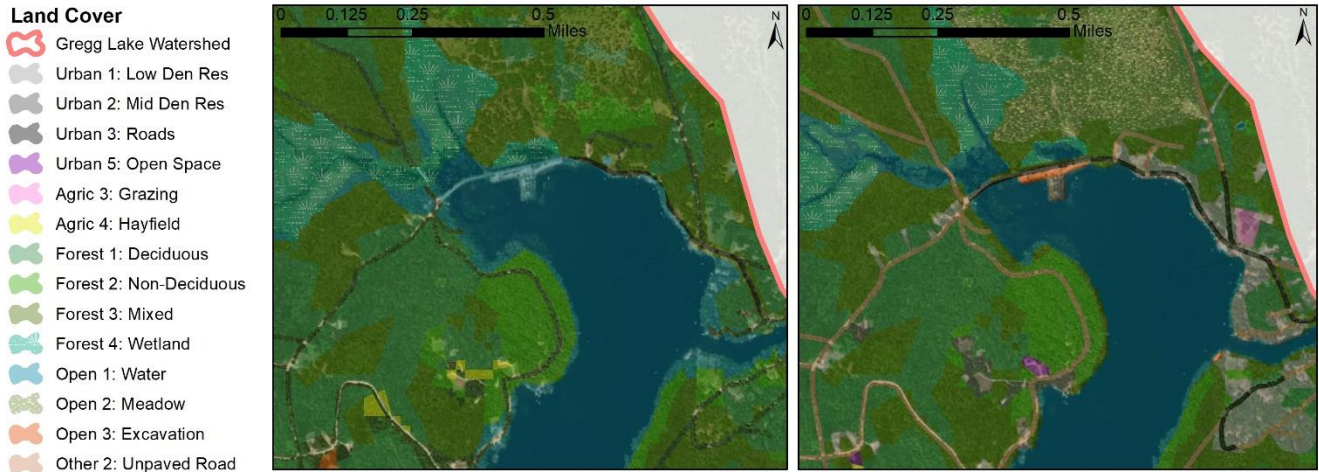 Land Cover
Gregg Lake Watershed
Urban 1: Low Den Res
Urban 2: Mid Den Res
Urban 3: Roads
Urban 5: Open Space
Agric 3: Grazing
Agric 4: Hayfield
Forest 1: Deciduous
Forest 2: Non-Deciduous
Forest 3: Mixed
Forest 4: Wetland
Open 1: Water
Open 2: Meadow
Open 3: Excavation
Other 2: Unpaved Road
0 0.125 0.25 0.5
Miles
N
0 0.125 0.25 0.5
Miles
N